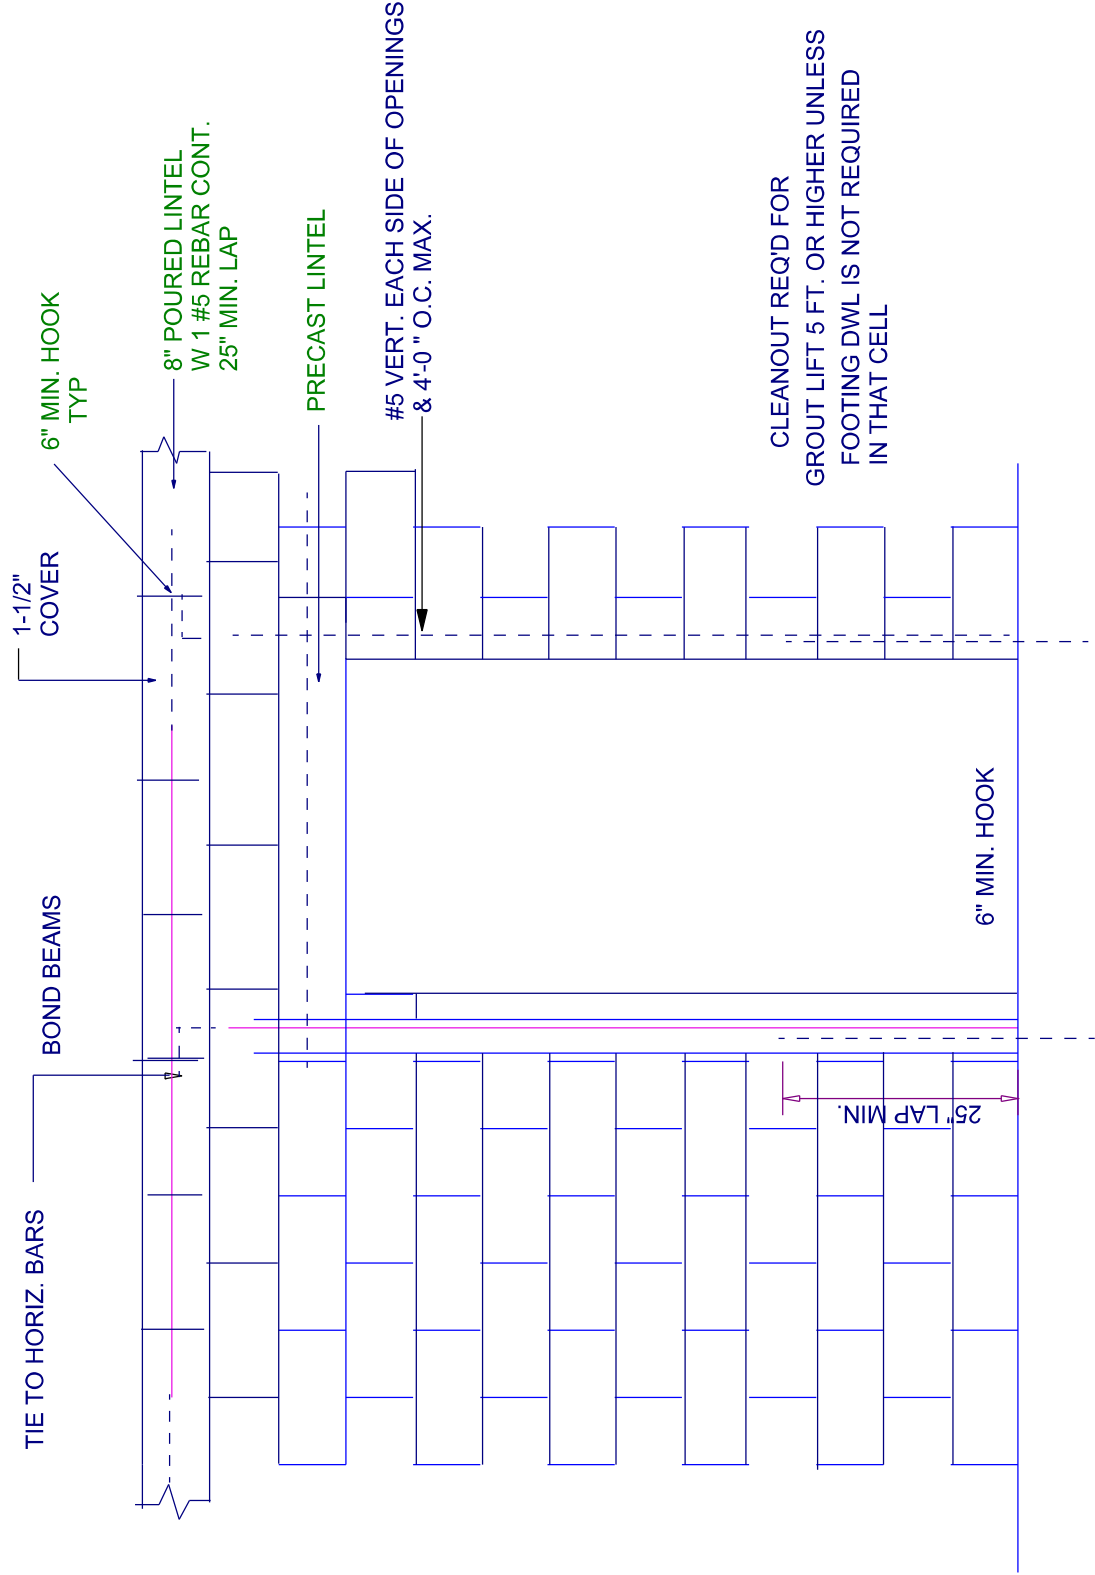 TIE TO HORIZ. BARS
BOND BEAMS
1-1/2"
COVER
6" MIN. HOOK
TYP
8" POURED LINTEL
W 1 #5 REBAR CONT.
25" MIN. LAP
PRECAST LINTEL
#5 VERT. EACH SIDE OF OPENINGS
& 4'-0 " O.C. MAX.
CLEANOUT REQ'D FOR
GROUT LIFT 5 FT. OR HIGHER UNLESS
FOOTING DWL IS NOT REQUIRED
IN THAT CELL
6" MIN. HOOK
25" LAP MIN.